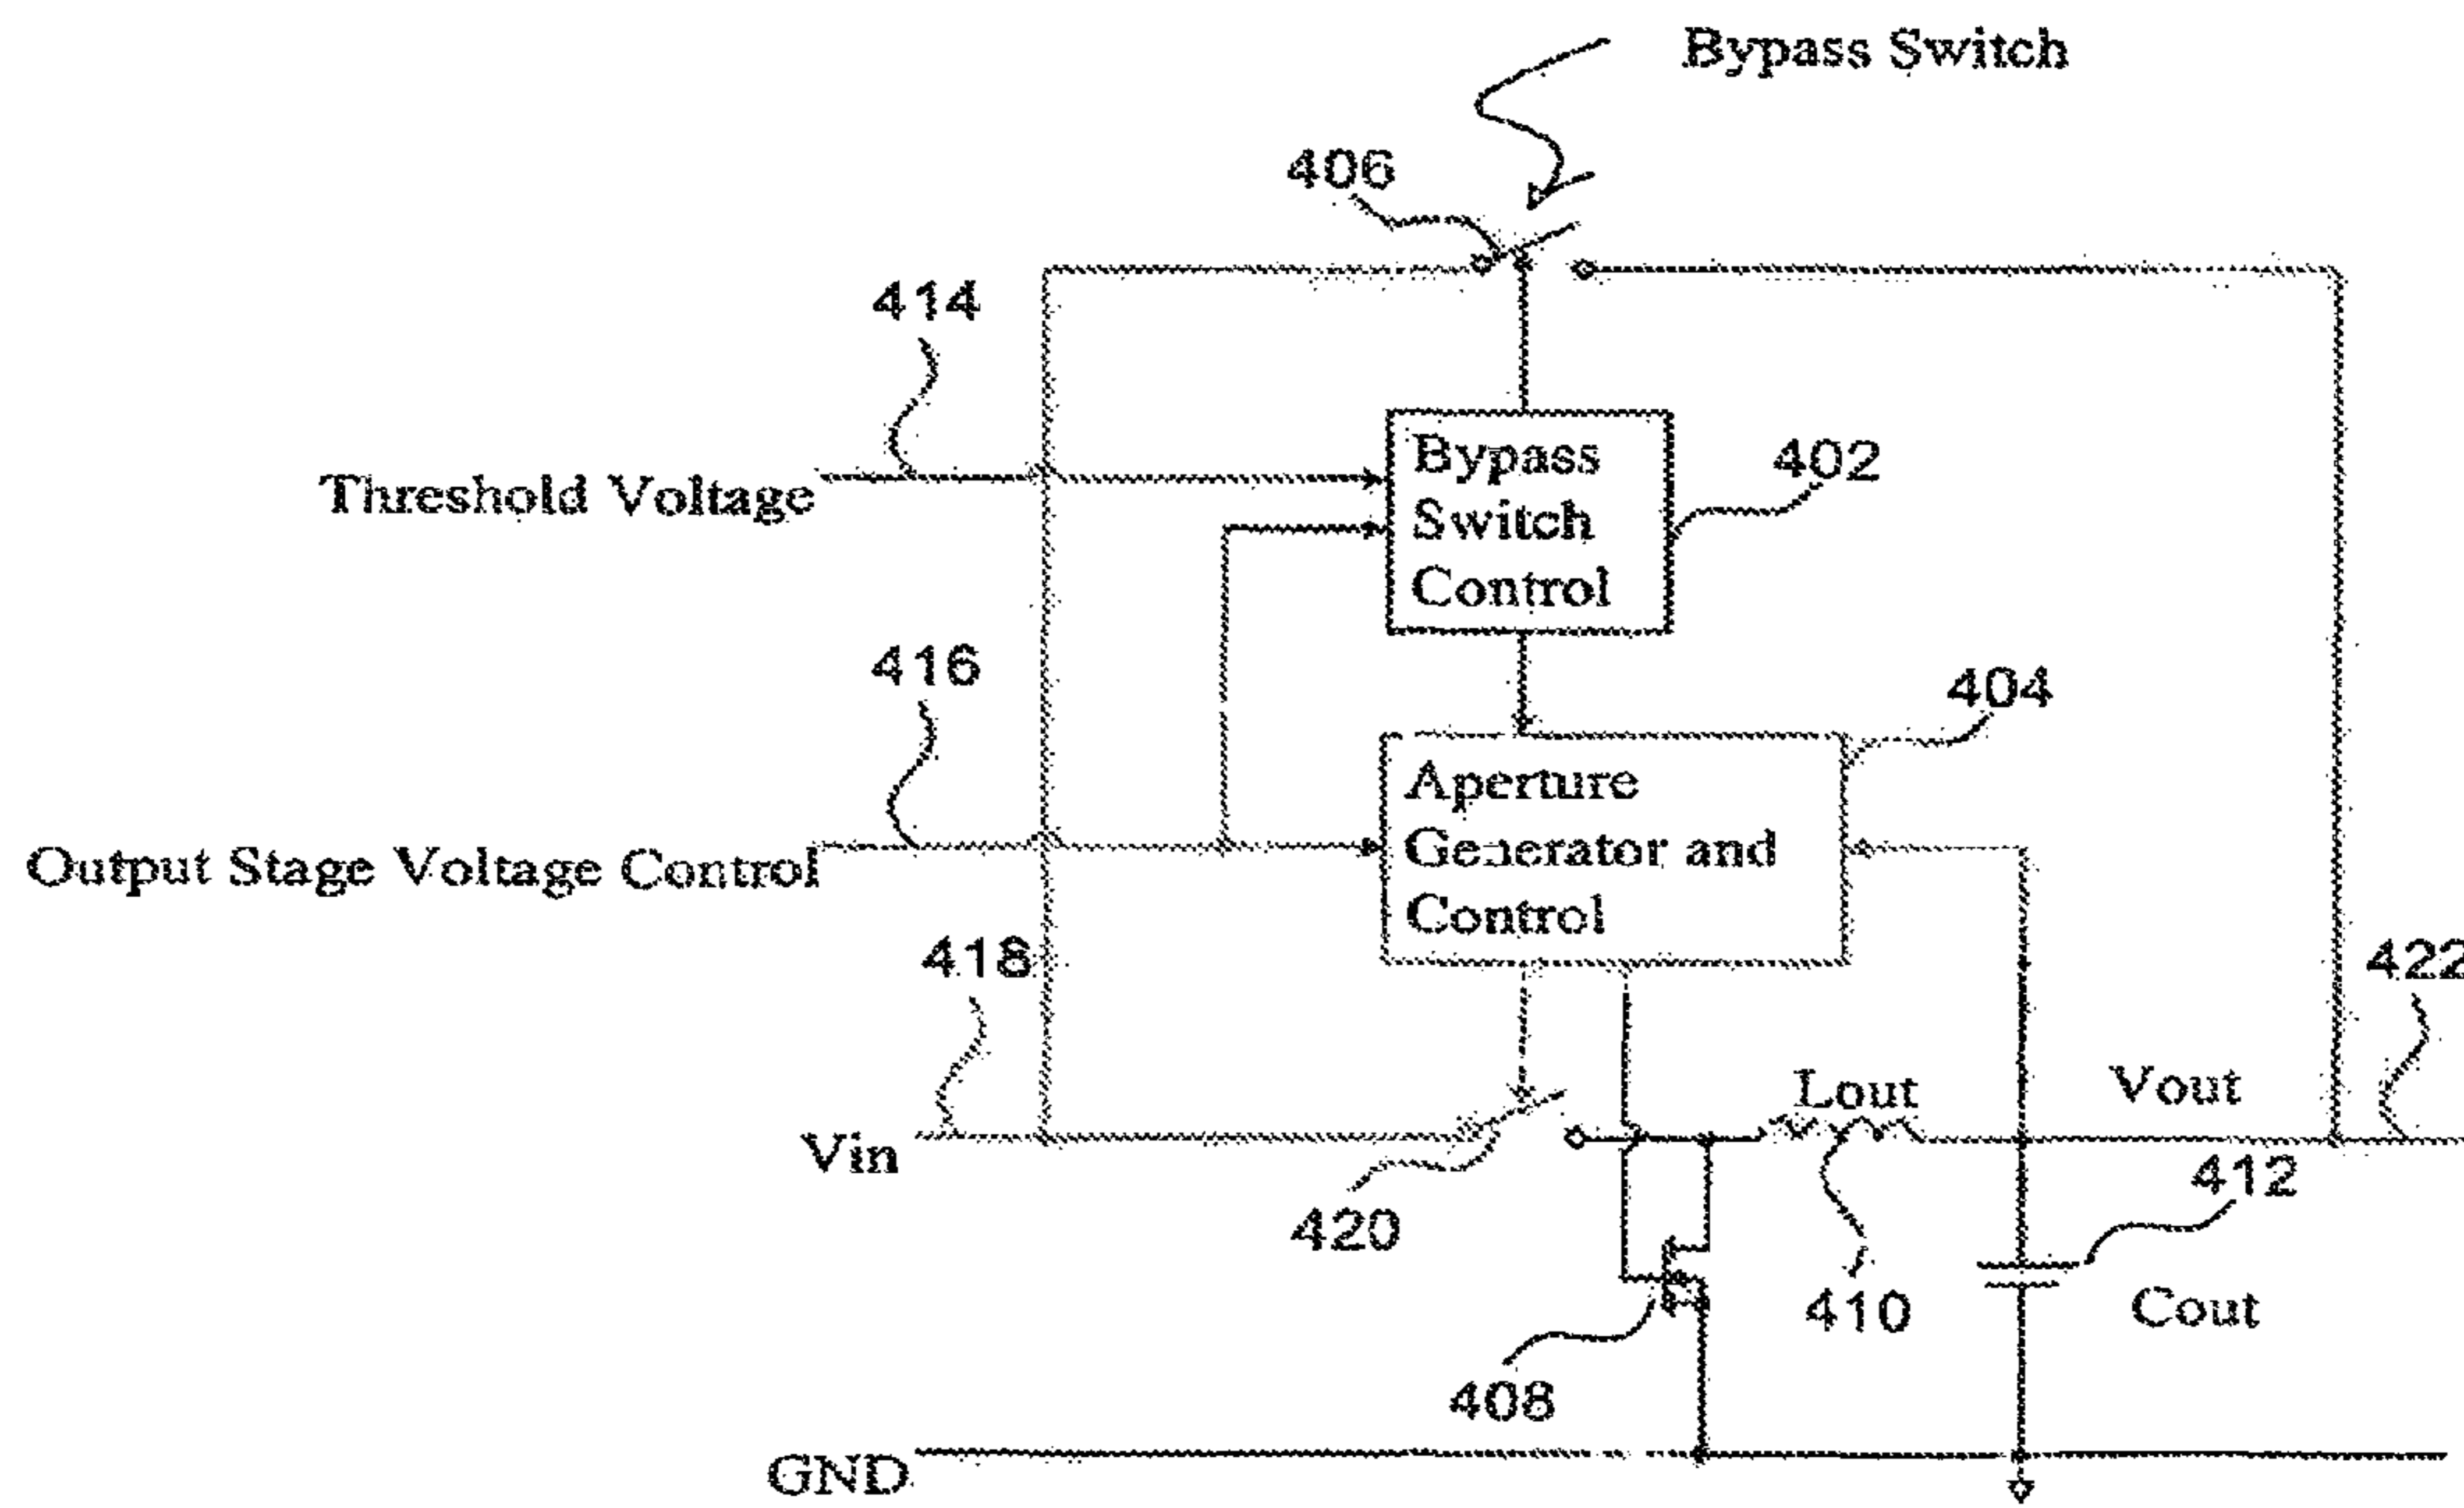 Bypass Switch
406
414
Threshold Voltage
Bypass
Switch
Control
402
416
404
Output Stage Voltage Control
Aperture
Generator and
Control
418
422
Vin
Lout
Vout
420
412
408
410
Cout
GND